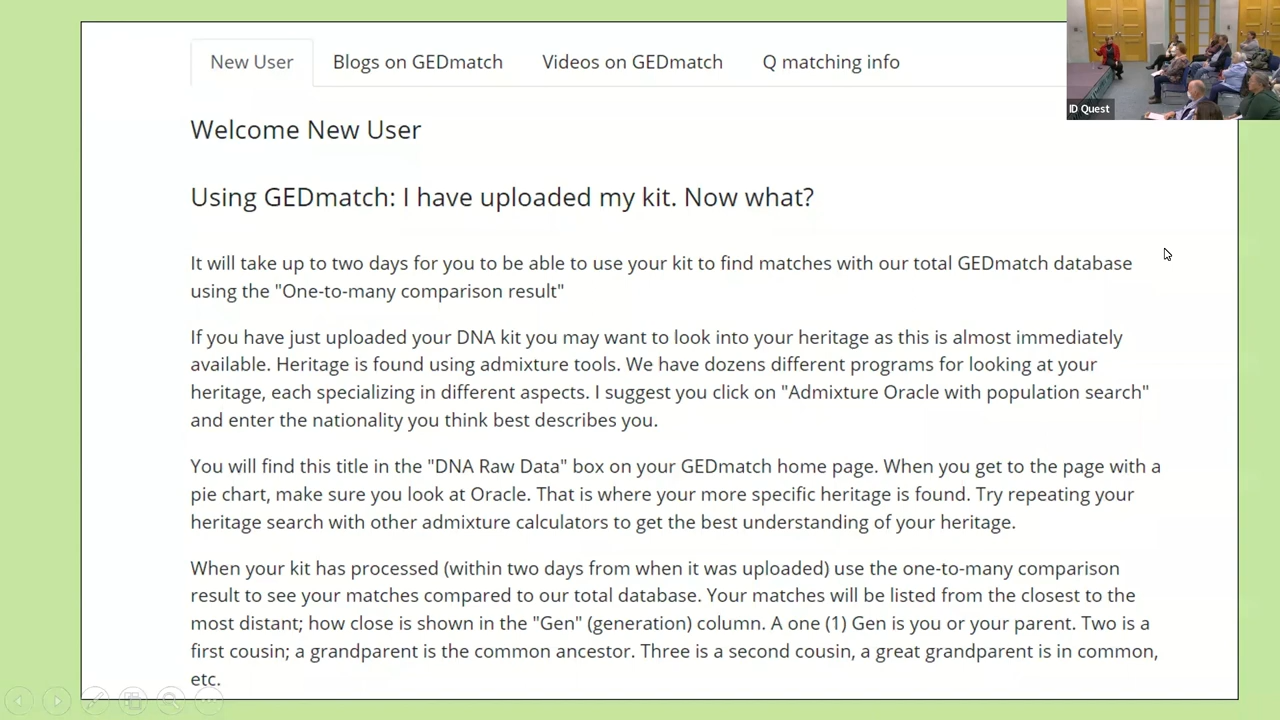 New User
Blogs on GEDmatch
Videos on GEDmatch
Q matching info
ID Quest
Welcome New User
Using GEDmatch: I have uploaded my kit. Now what?
It will take up to two days for you to be able to use your kit to find matches with our total GEDmatch database
using the "One-to-many comparison result"
If you have just uploaded your DNA kit you may want to look into your heritage as this is almost immediately
available. Heritage is found using admixture tools. We have dozens different programs for looking at your
heritage, each specializing in different aspects. I suggest you click on "Admixture Oracle with population search"
and enter the nationality you think best describes you.
You will find this title in the "DNA Raw Data" box on your GEDmatch home page. When you get to the page with a
pie chart, make sure you look at Oracle. That is where your more specific heritage is found. Try repeating your
heritage search with other admixture calculators to get the best understanding of your heritage.
When your kit has processed (within two days from when it was uploaded) use the one-to-many comparison
result to see your matches compared to our total database. Your matches will be listed from the closest to the
most distant; how close is shown in the "Gen" (generation) column. A one (1) Gen is you or your parent. Two is a
first cousin; a grandparent is the common ancestor. Three is a second cousin, a great grandparent is in common,
etc.